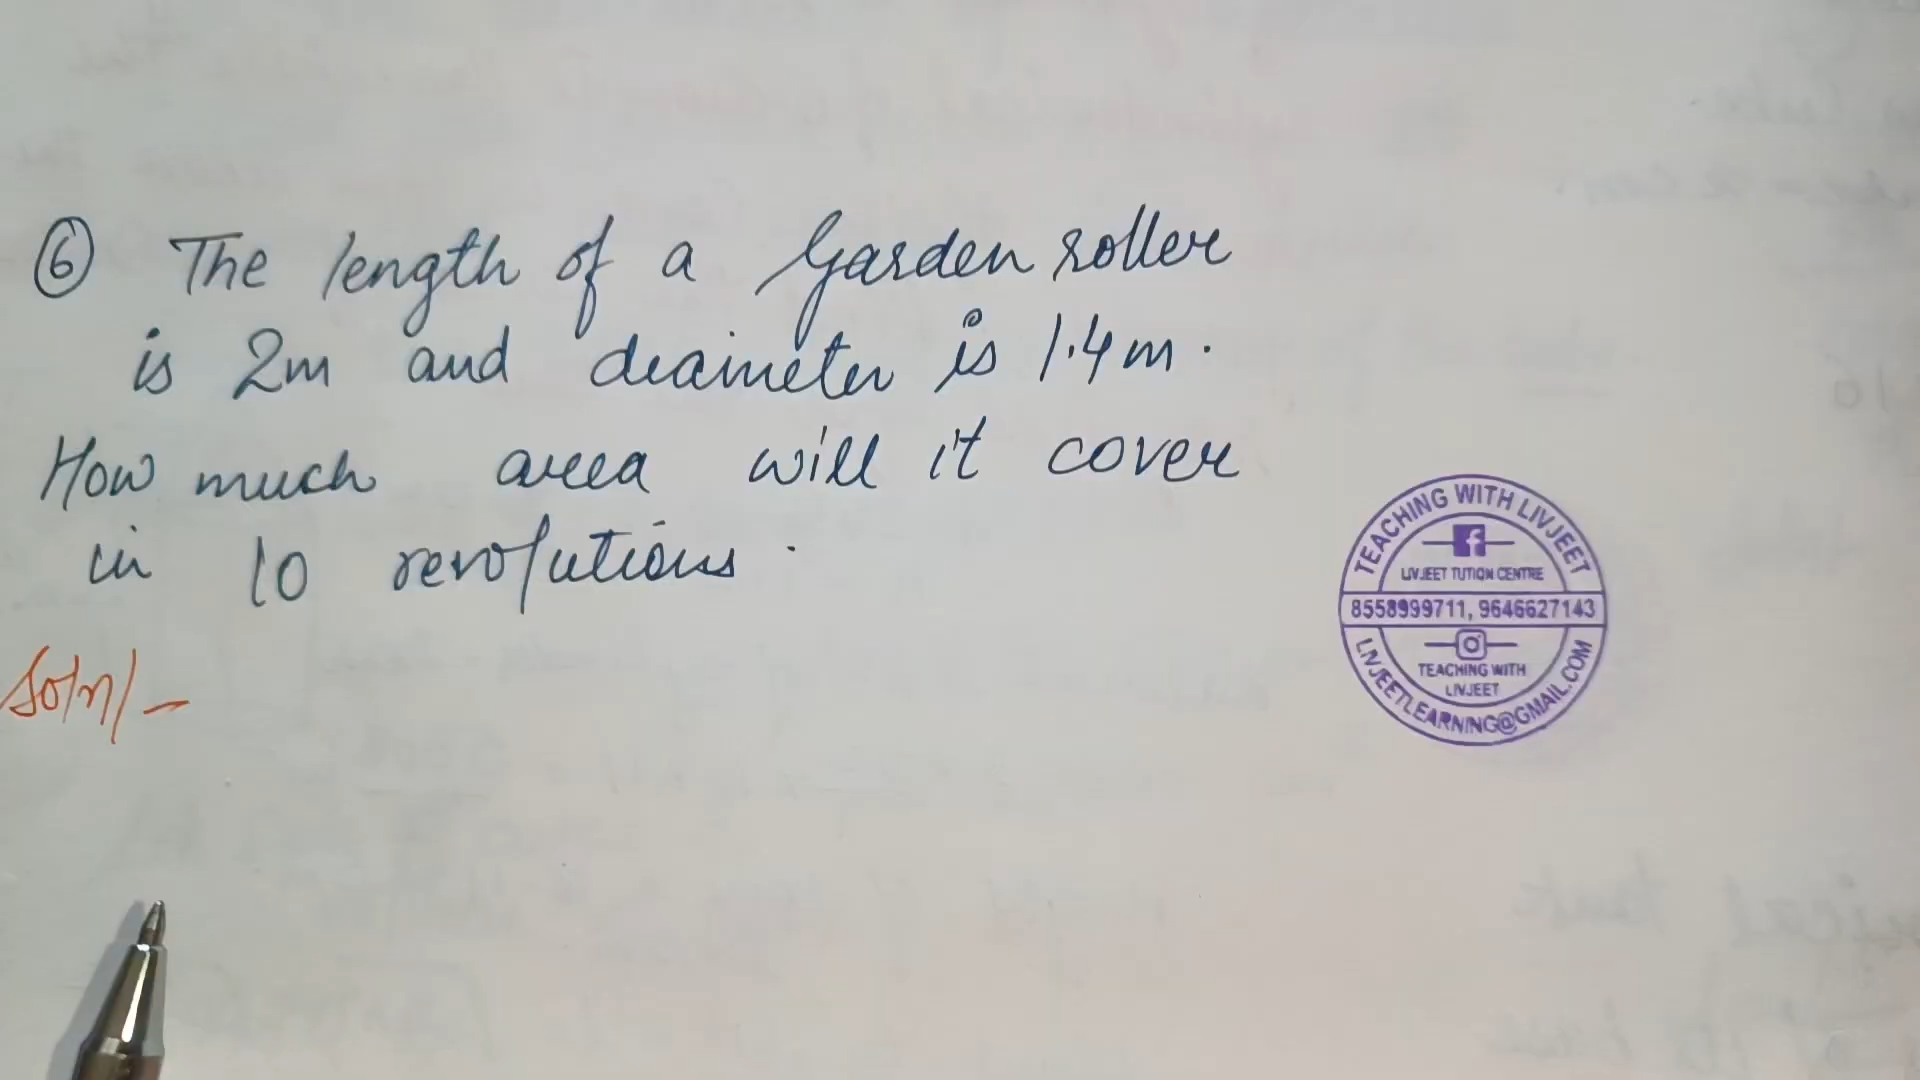 ⑥ The length of a Garden roller
is 2m and diameter is 1.4m.
How much area will it cover
in 10 revolutions.
Soln/-
TEACHING WITH LIVJEET
LIVJEET TUTION CENTRE
8558999711, 9646627143
TEACHING WITH
LIVJEET
LIVJEETLEARNING@GMAIL.COM